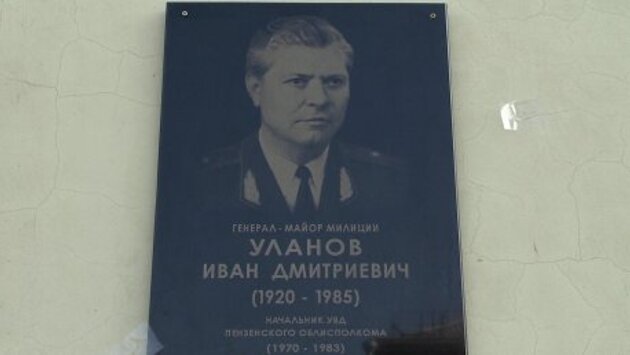 ГЕНЕРАЛ - МАЙОР МИЛИЦИИ
УЛАНОВ
ИВАН ДМИТРИЕВИЧ
(1920 - 1985)
НАЧАЛЬНИК УВД
ПЕНЗЕНСКОГО ОБЛИСПОЛКОМА
(1970 - 1983)